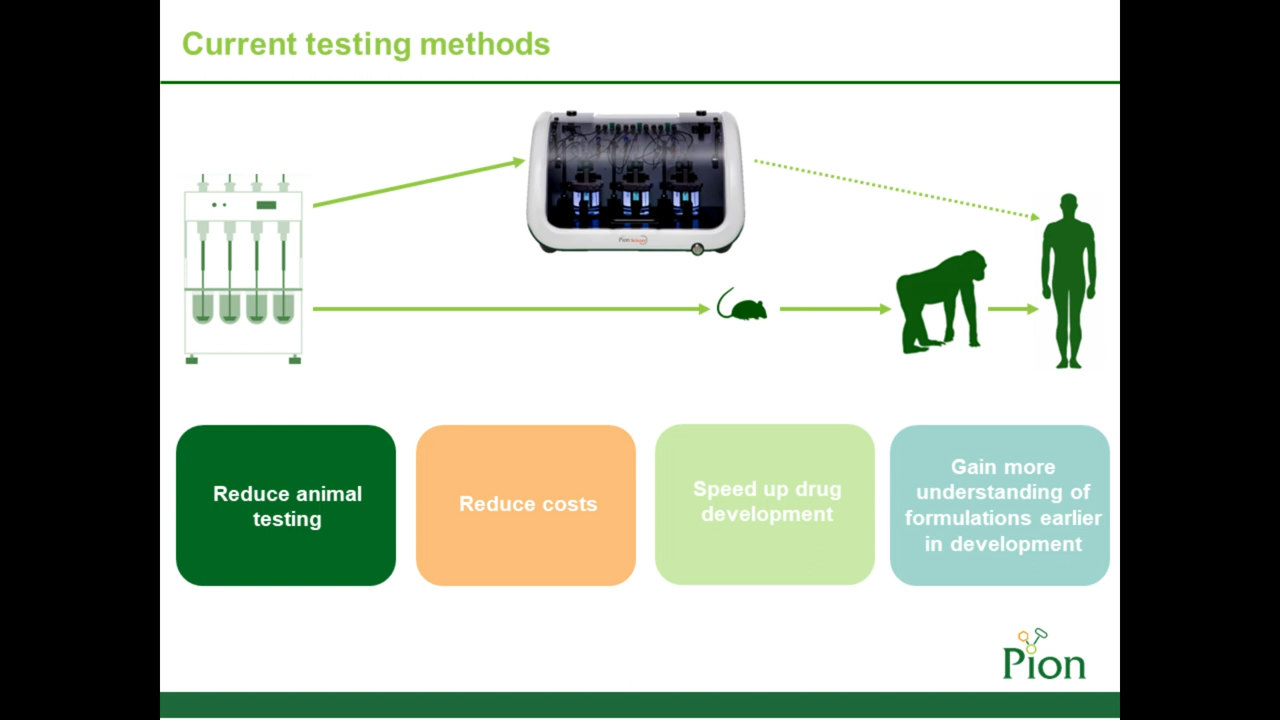 Current testing methods
Reduce animal
testing
Reduce costs
Speed up drug
development
Gain more
understanding of
formulations earlier
in development
Pion